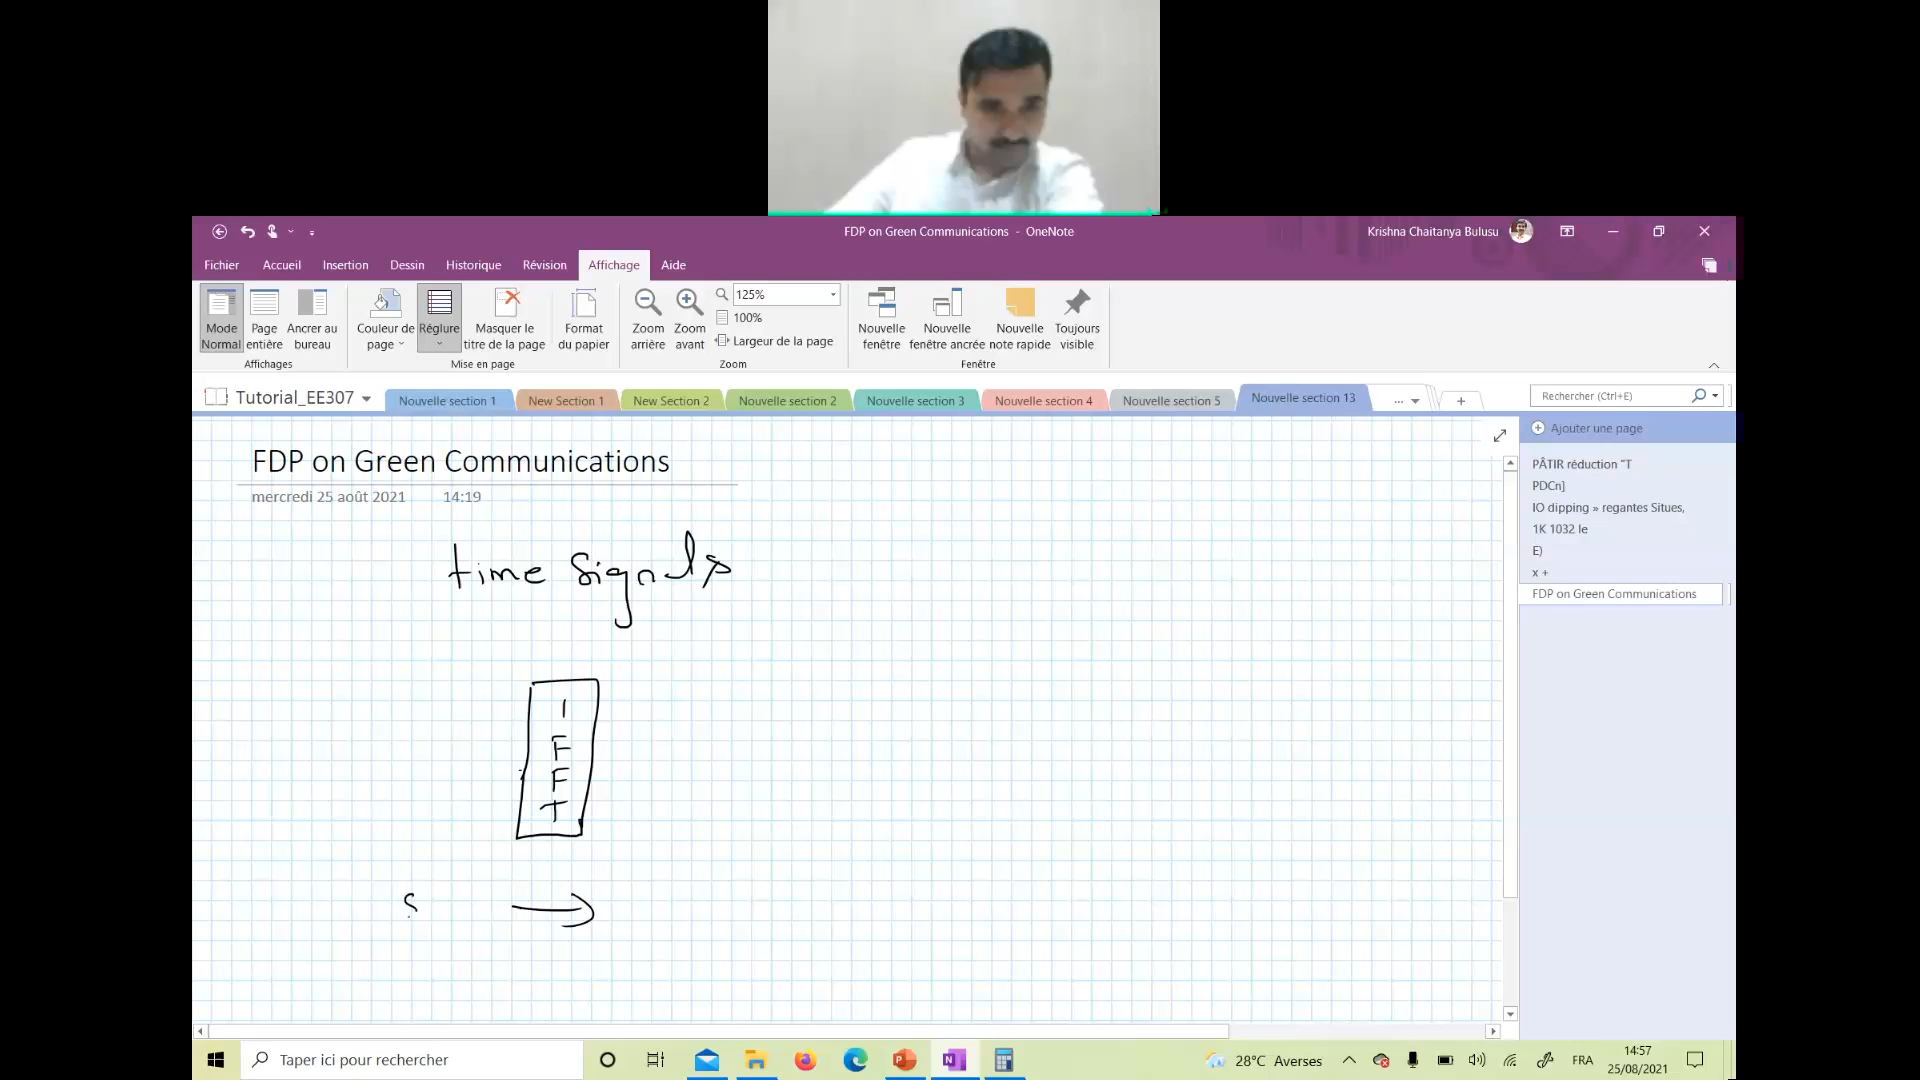 FDP on Green Communications - OneNote
Krishna Chaitanya Bulusu
Fichier Accueil Insertion Dessin Historique Révision Affichage Aide
Mode Normal
Page entière
Ancrer au bureau
Couleur de page
Réglure
Masquer le titre de la page
Format du papier
Zoom arrière
Zoom avant
125%
100%
Largeur de la page
Nouvelle fenêtre
Nouvelle fenêtre ancrée
Nouvelle note rapide
Toujours visible
Affichages
Mise en page
Zoom
Fenêtre
Tutorial_EE307
Nouvelle section 1
New Section 1
New Section 2
Nouvelle section 2
Nouvelle section 3
Nouvelle section 4
Nouvelle section 5
Nouvelle section 13
...
Rechercher (Ctrl+E)
Ajouter une page
PÂTIR réduction "T
PDCn]
IO dipping » regantes Situes,
1K 1032 le
E)
x +
FDP on Green Communications
FDP on Green Communications
mercredi 25 août 2021 14:19
time signals
I
F
F
T
S
Taper ici pour rechercher
28°C Averses
FRA
14:57
25/08/2021